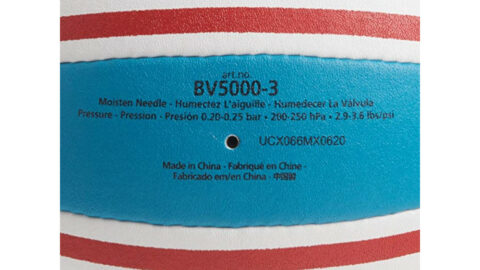 art.no.
BV5000-3
Moisten Needle - Humectez L'aiguille - Humedecer La Válvula
Pressure - Pression - Presión 0.20-0.25 bar • 200-250 hPa • 2.9-3.6 lbs/psi
UCX066MX0620
Made in China - Fabriqué en Chine -
Fabricado em/en China - 中国制